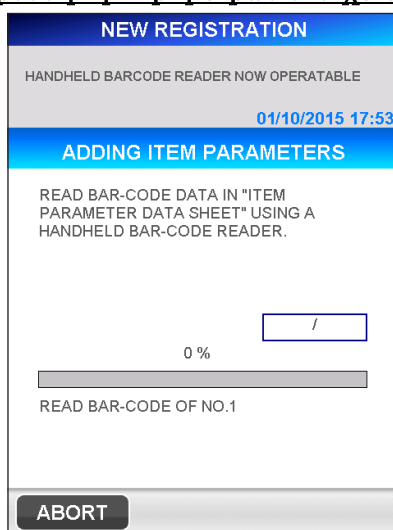 NEW REGISTRATION
HANDHELD BARCODE READER NOW OPERATABLE
01/10/2015 17:53
ADDING ITEM PARAMETERS
READ BAR-CODE DATA IN "ITEM
PARAMETER DATA SHEET" USING A
HANDHELD BAR-CODE READER.
/
0 %
READ BAR-CODE OF NO.1
ABORT